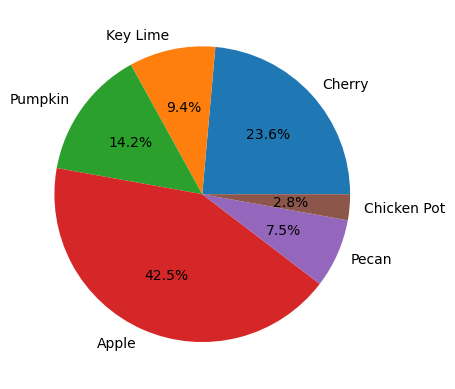 Key Lime
Cherry
Pumpkin
9.4%
23.6%
14.2%
2.8%
Chicken Pot
7.5%
Pecan
42.5%
Apple